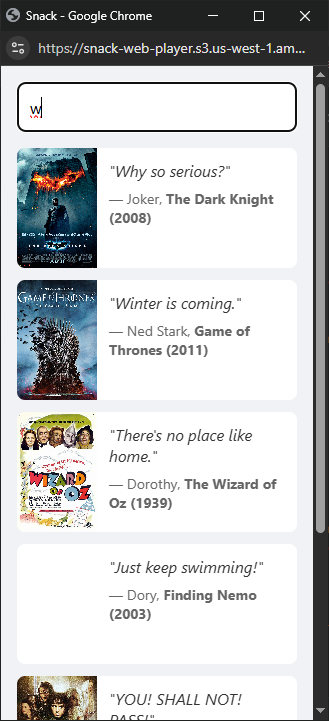 Snack - Google Chrome
https://snack-web-player.s3.us-west-1.am...
w
"Why so serious?"
— Joker, The Dark Knight
(2008)
GAME OF THRONES
"Winter is coming."
— Ned Stark, Game of
Thrones (2011)
WIZARD
OF OZ
"There's no place like
home."
— Dorothy, The Wizard of
Oz (1939)
"Just keep swimming!"
— Dory, Finding Nemo
(2003)
"YOU! SHALL NOT!
PASS!"